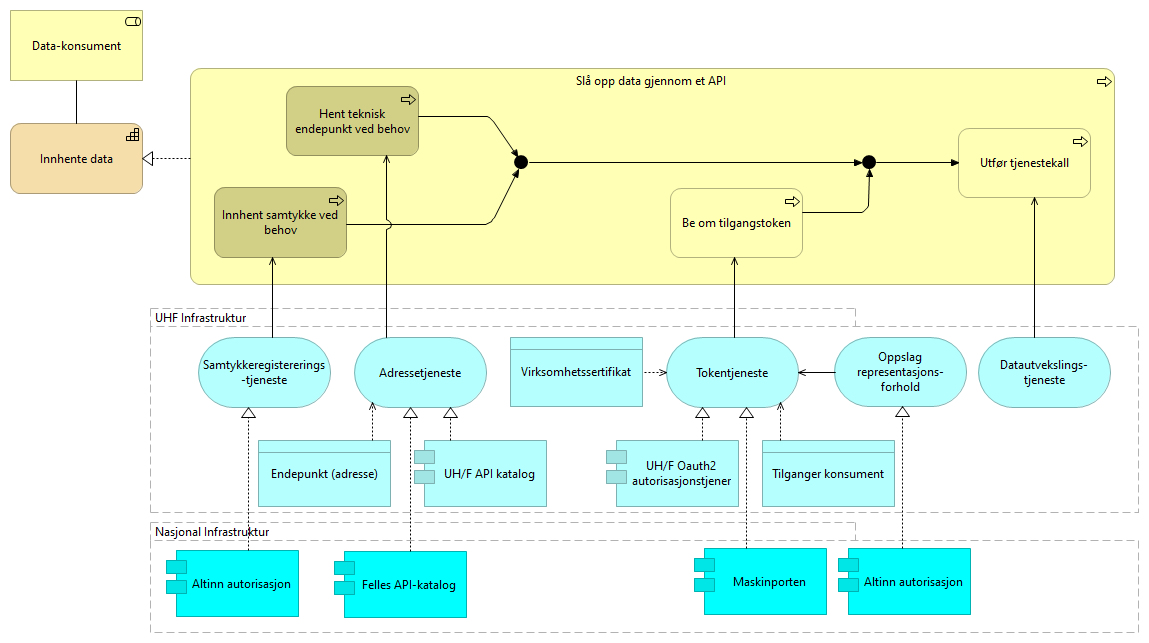 Data-konsument
Innhente data
Slå opp data gjennom et API
Hent teknisk
endepunkt ved behov
Innhent samtykke ved
behov
Be om tilgangstoken
Utfør tjenestekall
UHF Infrastruktur
Samtykkeregistererings
-tjeneste
Adressetjeneste
Virksomhetssertifikat
Tokentjeneste
Oppslag
representasjons-
forhold
Datautvekslings-
tjeneste
Endepunkt (adresse)
UH/F API katalog
UH/F Oauth2
autorisasjonstjener
Tilganger konsument
Nasjonal Infrastruktur
Altinn autorisasjon
Felles API-katalog
Maskinporten
Altinn autorisasjon